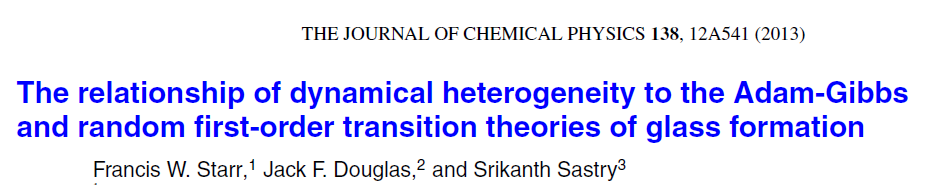 THE JOURNAL OF CHEMICAL PHYSICS 138, 12A541 (2013)
The relationship of dynamical heterogeneity to the Adam-Gibbs
and random first-order transition theories of glass formation
Francis W. Starr,¹ Jack F. Douglas,² and Srikanth Sastry³